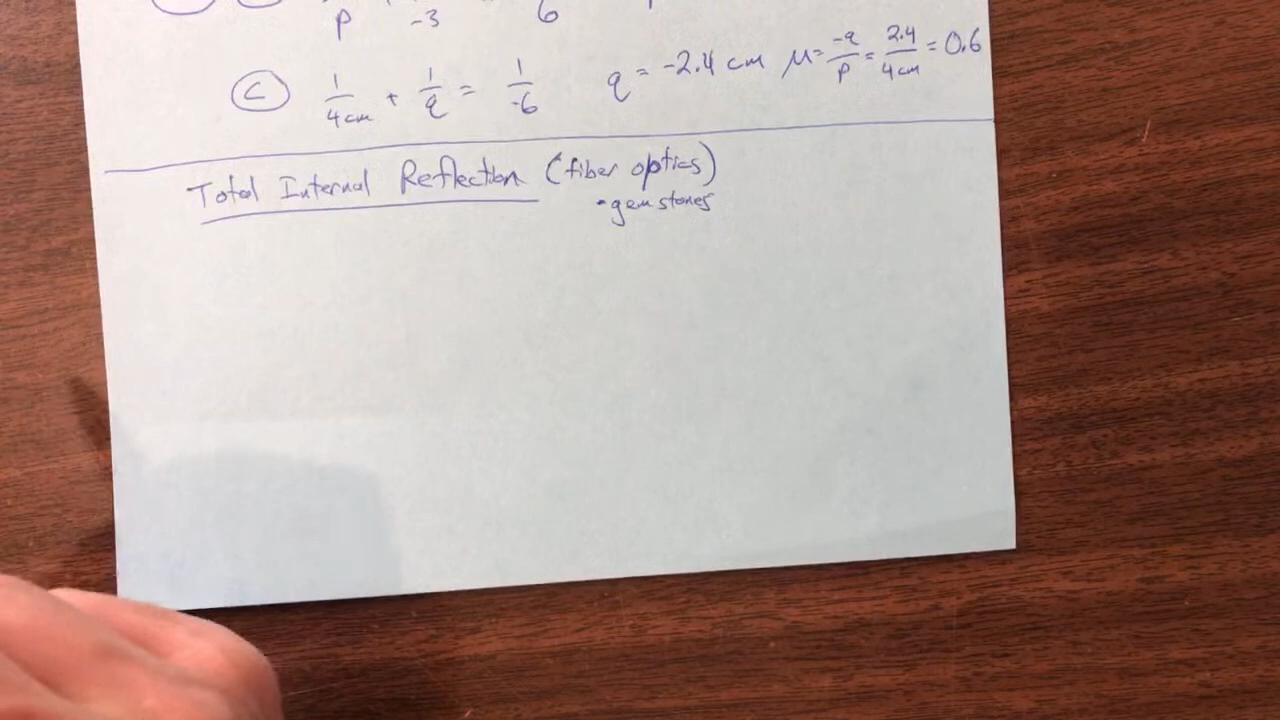 P -3 6
C 1/4cm + 1/q = 1/-6 q = -2.4 cm M = -q/P = 2.4/4cm = 0.6
Total Internal Reflection (fiber optics)
• gem stones